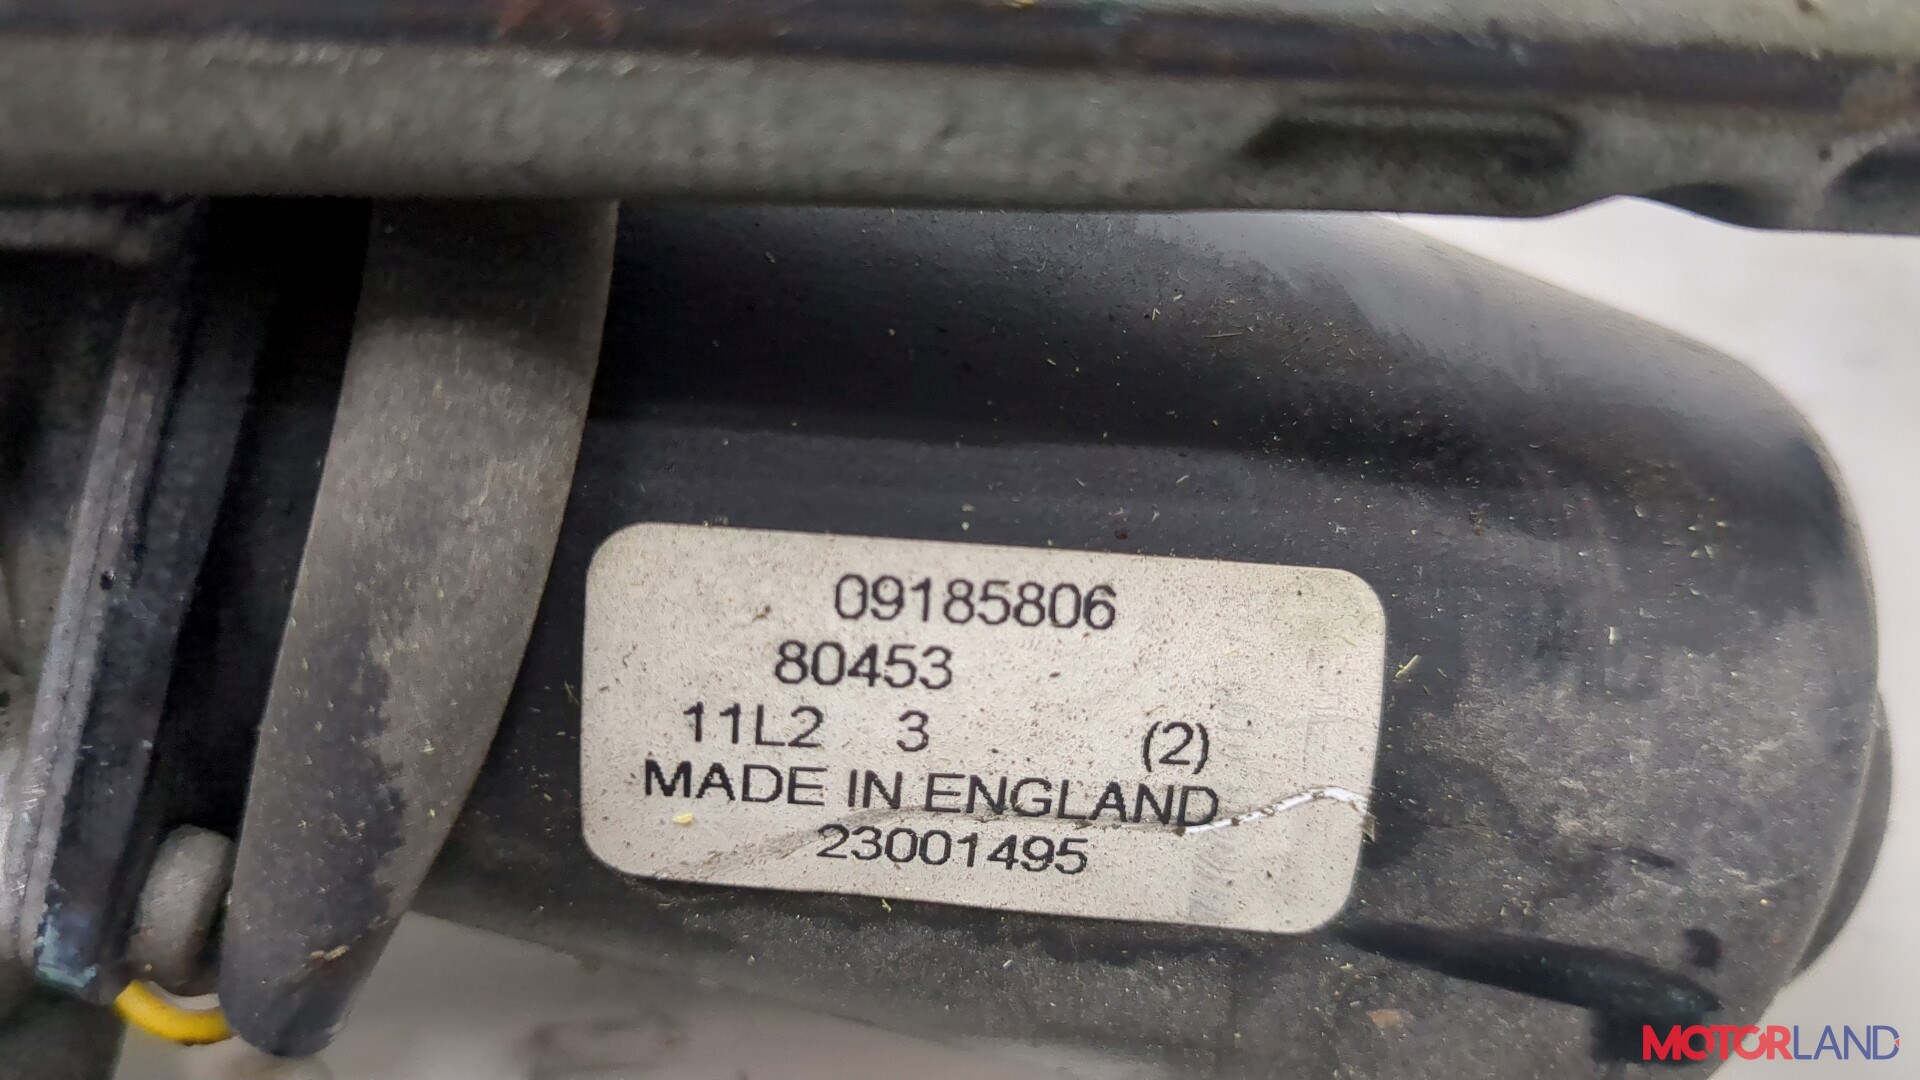 09185806
80453
11L2 3 (2)
MADE IN ENGLAND
23001495
MOTORLAND